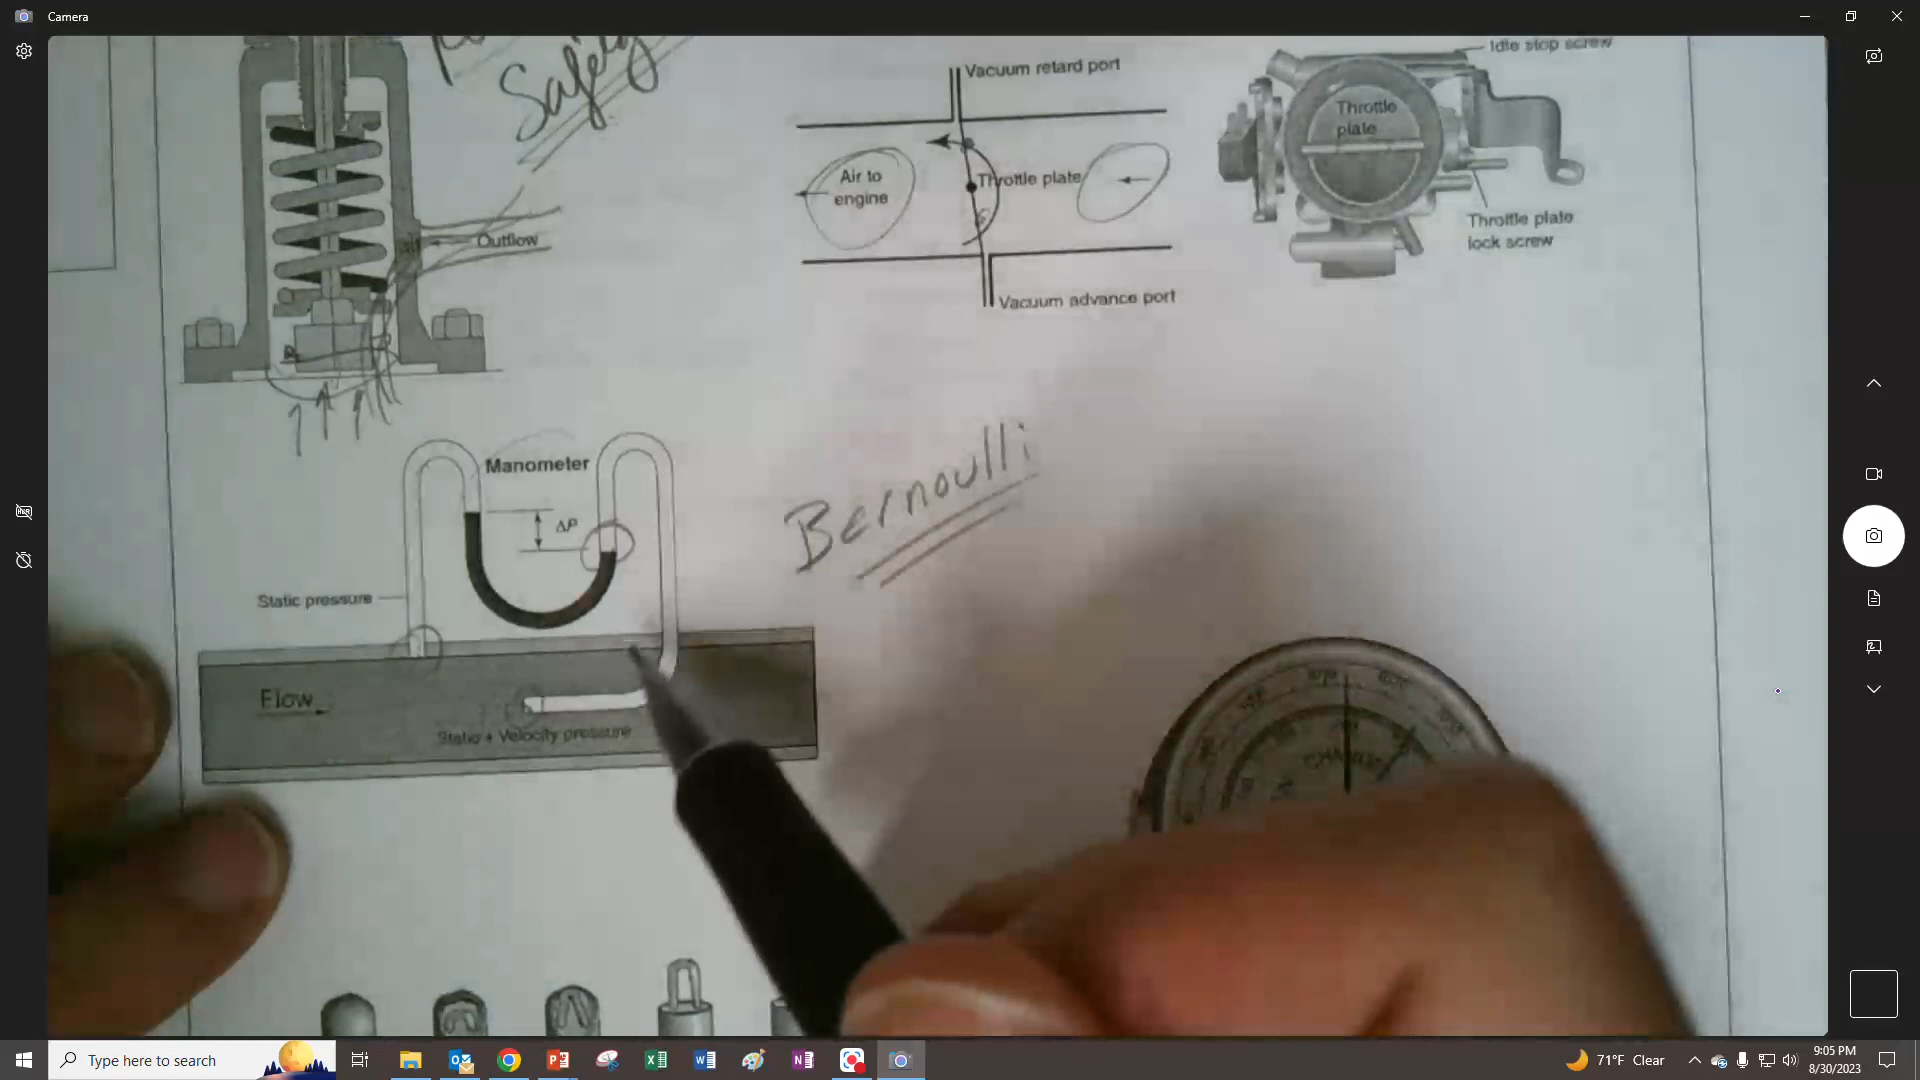 Camera
Safety
Outflow
Vacuum retard port
Air to
engine
Throttle plate
Vacuum advance port
Idle stop screw
Throttle
plate
Throttle plate
lock screw
Manometer
ΔP
Static pressure
Flow
Static + Velocity pressure
Bernoulli
Type here to search
71°F Clear
9:05 PM
8/30/2023